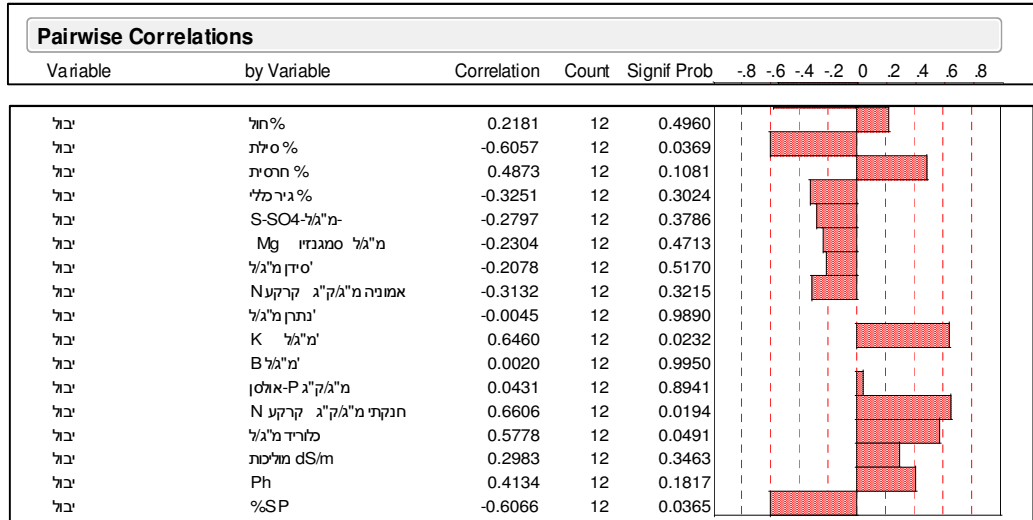 Pairwise Correlations
Variable by Variable Correlation Count Signif Prob -.8 -.6 -.4 -.2 0 .2 .4 .6 .8
יבול %חול 0.2181 12 0.4960
יבול % סילת -0.6057 12 0.0369
יבול % חרסית 0.4873 12 0.1081
יבול % גיר כללי -0.3251 12 0.3024
יבול S-SO4-מ"ג/ל- -0.2797 12 0.3786
יבול מ"ג/ל סמגנזיו Mg -0.2304 12 0.4713
יבול 'סידן מ"ג/ל -0.2078 12 0.5170
יבול אמוניה מ"ג/ק"ג קרקע N -0.3132 12 0.3215
יבול 'נתרן מ"ג/ל -0.0045 12 0.9890
יבול K 'מ"ג/ל 0.6460 12 0.0232
יבול 'מ"ג/ל B 0.0020 12 0.9950
יבול מ"ג/ק"ג P-אולסן 0.0431 12 0.8941
יבול חנקתי מ"ג/ק"ג קרקע N 0.6606 12 0.0194
יבול כלוריד מ"ג/ל 0.5778 12 0.0491
יבול מוליכות dS/m 0.2983 12 0.3463
יבול Ph 0.4134 12 0.1817
יבול %SP -0.6066 12 0.0365